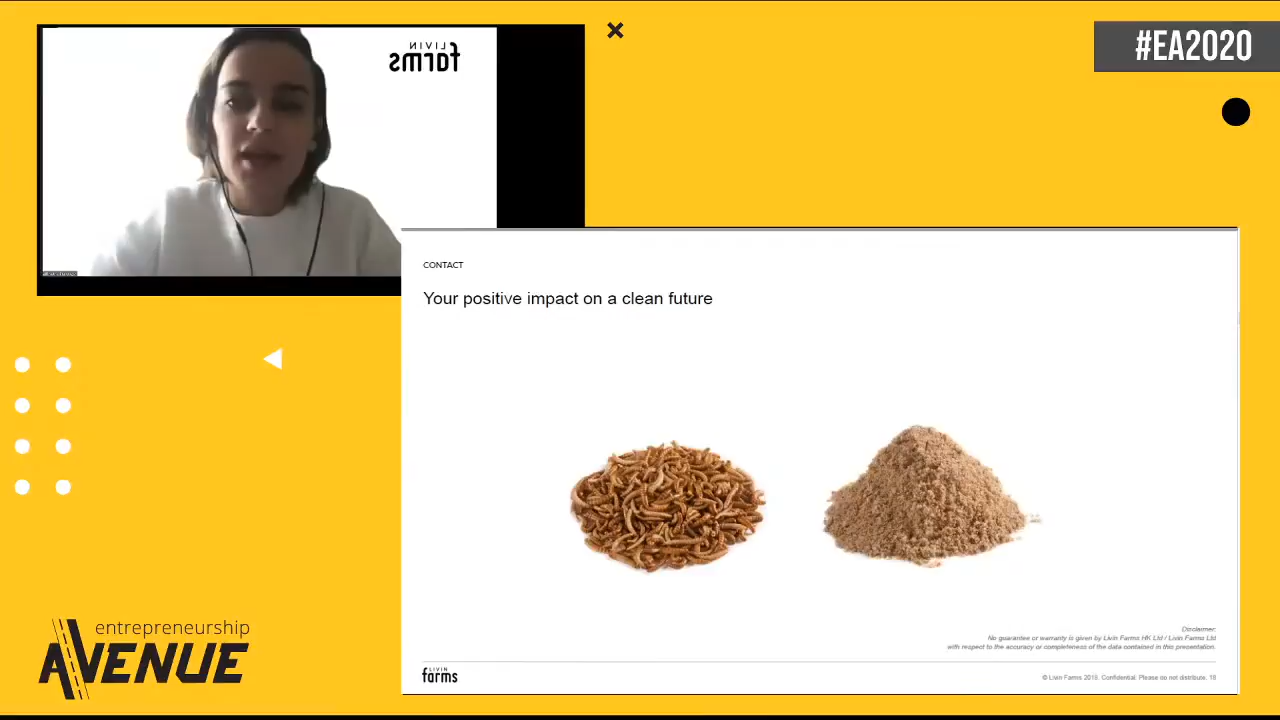 LIVIN
farms
#EA2020
CONTACT
Your positive impact on a clean future
Disclaimer:
No guarantee or warranty is given by Livin Farms HK Ltd / Livin Farms Ltd
with respect to the accuracy or completeness of the data contained in this presentation.
LIVIN
farms
© Livin Farms 2018. Confidential. Please do not distribute. 18
entrepreneurship
AVENUE